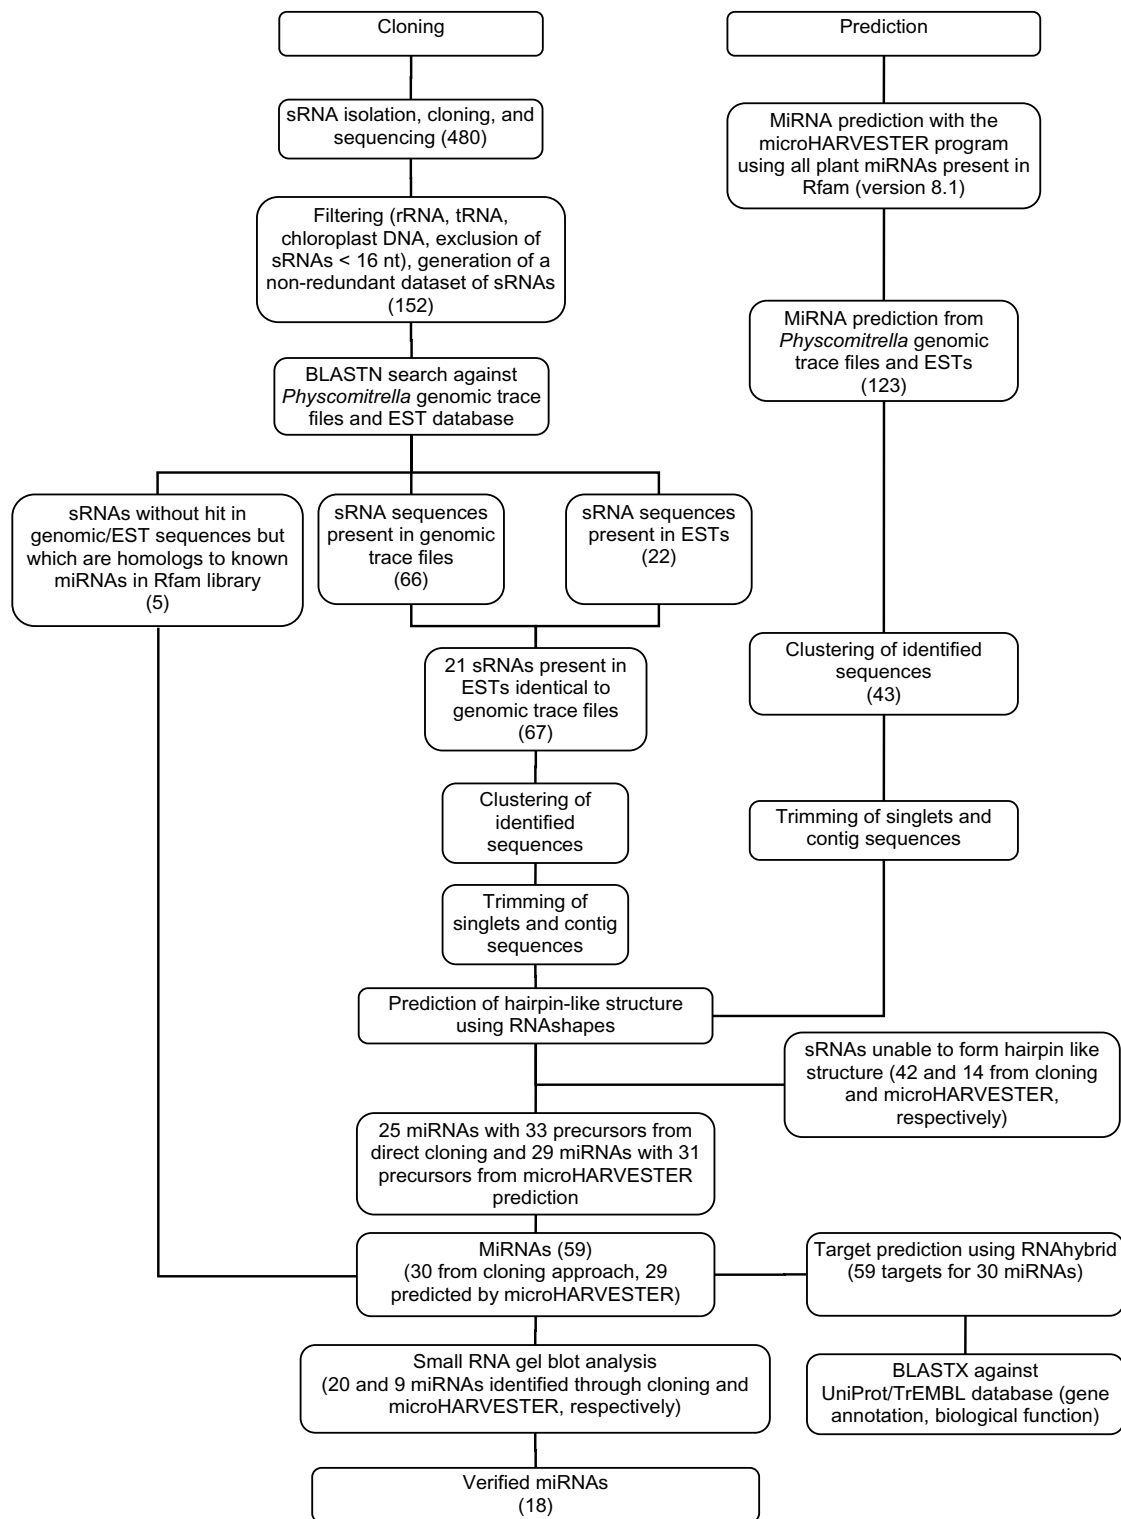 Cloning
sRNA isolation, cloning, and
sequencing (480)
Filtering (rRNA, tRNA,
chloroplast DNA, exclusion of
sRNAs < 16 nt), generation of a
non-redundant dataset of sRNAs
(152)
BLASTN search against
Physcomitrella genomic trace
files and EST database
sRNAs without hit in
genomic/EST sequences but
which are homologs to known
miRNAs in Rfam library
(5)
sRNA sequences
present in genomic
trace files
(66)
sRNA sequences
present in ESTs
(22)
21 sRNAs present in
ESTs identical to
genomic trace files
(67)
Clustering of
identified
sequences
Trimming of
singlets and contig
sequences
Prediction
MiRNA prediction with the
microHARVESTER program
using all plant miRNAs present in
Rfam (version 8.1)
MiRNA prediction from
Physcomitrella genomic
trace files and ESTs
(123)
Clustering of identified
sequences
(43)
Trimming of singlets and
contig sequences
Prediction of hairpin-like structure
using RNAshapes
sRNAs unable to form hairpin like
structure (42 and 14 from cloning
and microHARVESTER,
respectively)
25 miRNAs with 33 precursors from
direct cloning and 29 miRNAs with 31
precursors from microHARVESTER
prediction
MiRNAs (59)
(30 from cloning approach, 29
predicted by microHARVESTER)
Target prediction using RNAhybrid
(59 targets for 30 miRNAs)
BLASTX against
UniProt/TrEMBL database (gene
annotation, biological function)
Small RNA gel blot analysis
(20 and 9 miRNAs identified through cloning and
microHARVESTER, respectively)
Verified miRNAs
(18)